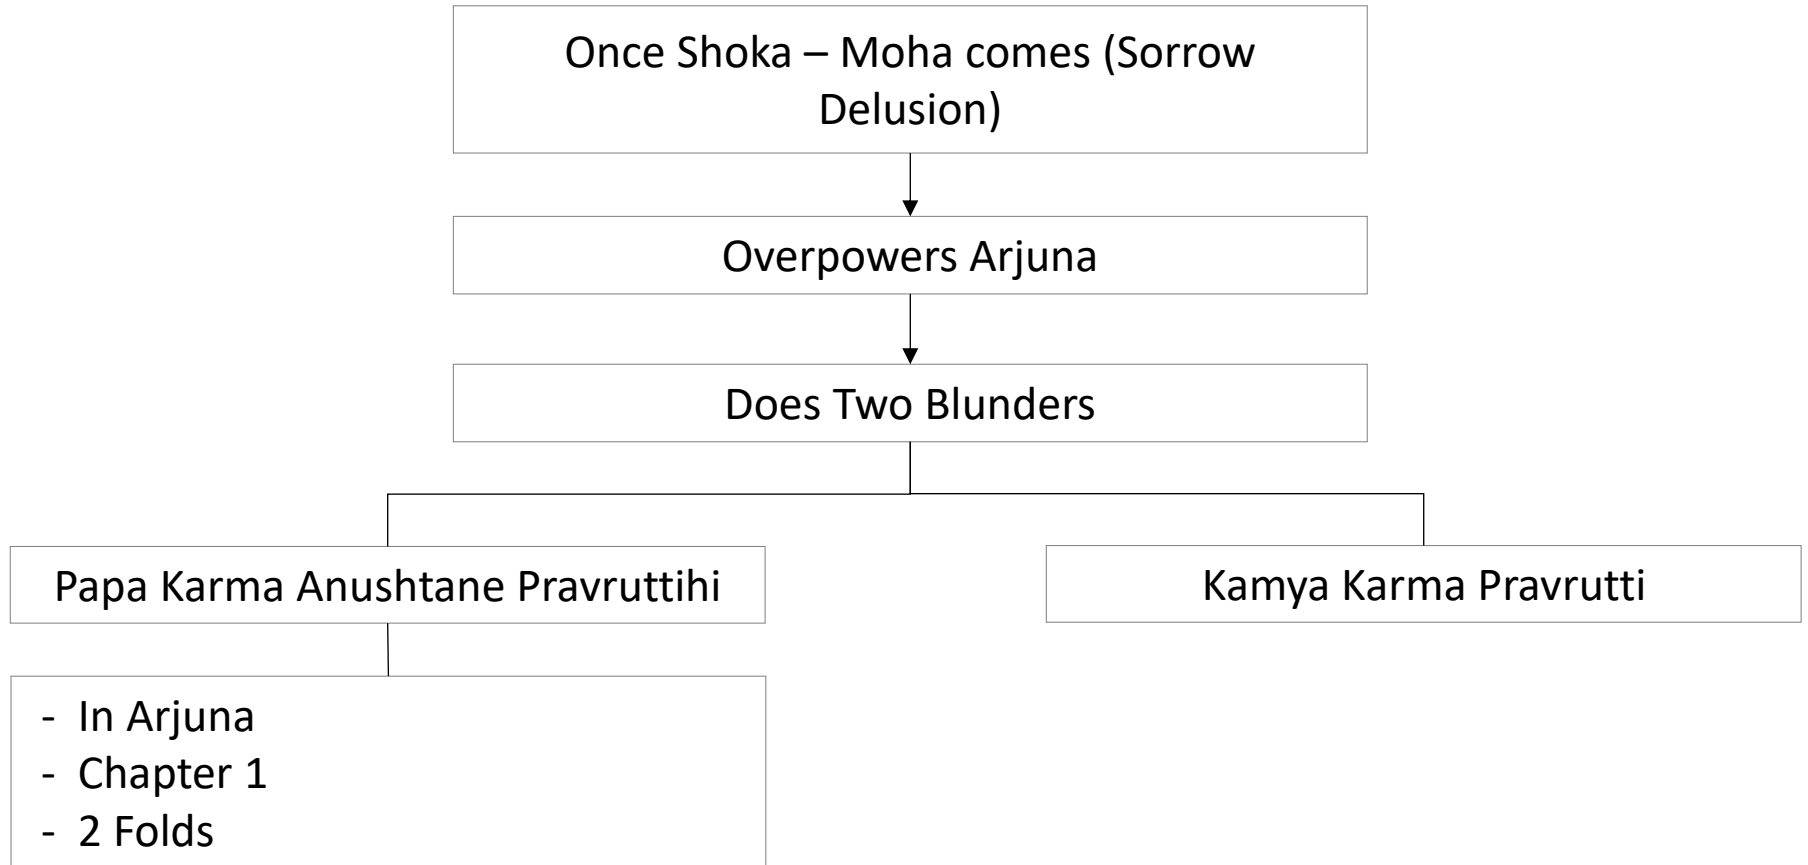 Once Shoka – Moha comes (Sorrow
Delusion)
Overpowers Arjuna
Does Two Blunders
Papa Karma Anushtane Pravruttihi
Kamya Karma Pravrutti
- In Arjuna
- Chapter 1
- 2 Folds